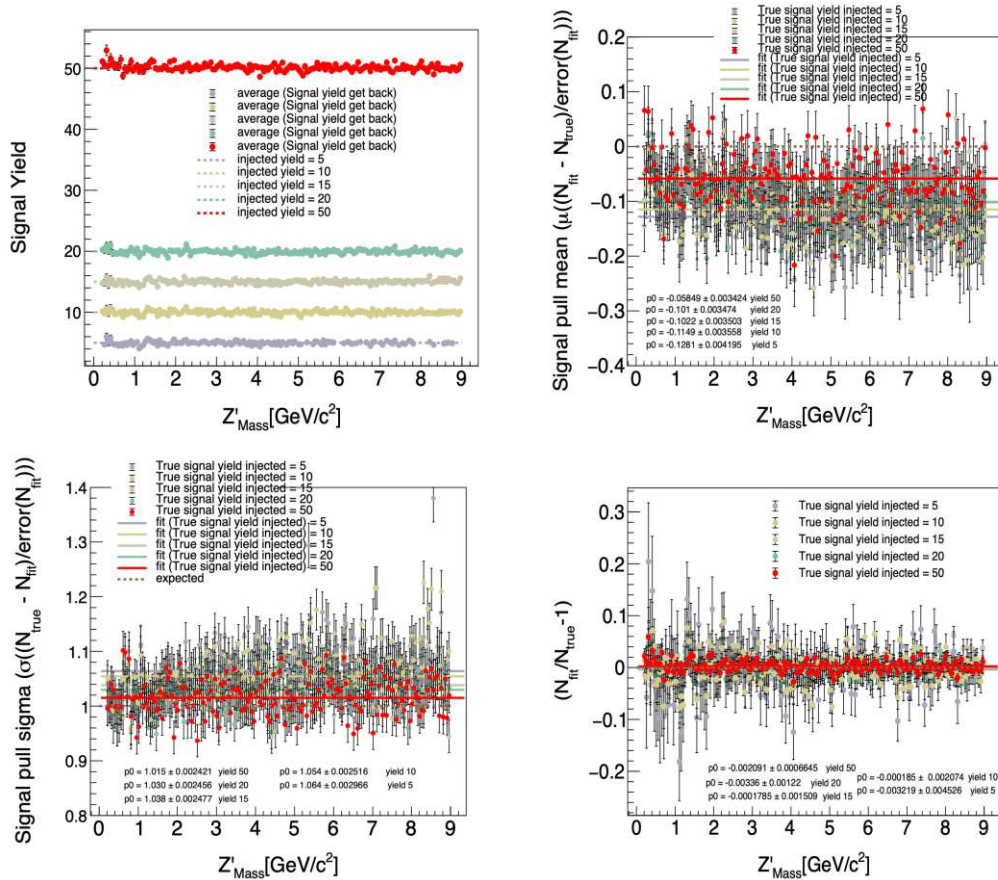 Signal Yield
50
40
30
20
10
average (Signal yield get back)
average (Signal yield get back)
average (Signal yield get back)
average (Signal yield get back)
average (Signal yield get back)
injected yield = 5
injected yield = 10
injected yield = 15
injected yield = 20
injected yield = 50
0 1 2 3 4 5 6 7 8 9
Z'Mass[GeV/c²]
Signal pull mean (μ((Nfit - Ntrue)/error(Nfit)))
True signal yield injected = 5
True signal yield injected = 10
True signal yield injected = 15
True signal yield injected = 20
True signal yield injected = 50
fit (True signal yield injected) = 5
fit (True signal yield injected) = 10
fit (True signal yield injected) = 15
fit (True signal yield injected) = 20
fit (True signal yield injected) = 50
0.2
0.1
0
−0.1
−0.2
−0.3
−0.4
p0 = -0.05849 ± 0.003424 yield 50
p0 = -0.101 ± 0.003474 yield 20
p0 = -0.1022 ± 0.003503 yield 15
p0 = -0.1149 ± 0.003558 yield 10
p0 = -0.1281 ± 0.004195 yield 5
0 1 2 3 4 5 6 7 8 9
Z'Mass[GeV/c²]
Signal pull sigma (σ((Ntrue - Nfit)/error(Nfit)))
True signal yield injected = 5
True signal yield injected = 10
True signal yield injected = 15
True signal yield injected = 20
True signal yield injected = 50
fit (True signal yield injected) = 5
fit (True signal yield injected) = 10
fit (True signal yield injected) = 15
fit (True signal yield injected) = 20
fit (True signal yield injected) = 50
expected
1.4
1.3
1.2
1.1
1
0.9
0.8
p0 = 1.015 ± 0.002421 yield 50 p0 = 1.054 ± 0.002516 yield 10
p0 = 1.030 ± 0.002456 yield 20 p0 = 1.064 ± 0.002966 yield 5
p0 = 1.038 ± 0.002477 yield 15
0 1 2 3 4 5 6 7 8 9
Z'Mass[GeV/c²]
(Nfit/Ntrue-1)
True signal yield injected = 5
True signal yield injected = 10
True signal yield injected = 15
True signal yield injected = 20
True signal yield injected = 50
0.3
0.2
0.1
0
−0.1
−0.2
p0 = -0.002091 ± 0.0006645 yield 50
p0 = -0.00336 ± 0.00122 yield 20 p0 = -0.000185 ± 0.002074 yield 10
p0 = -0.0001785 ± 0.001509 yield 15 p0 = -0.003219 ± 0.004526 yield 5
0 1 2 3 4 5 6 7 8 9
Z'Mass[GeV/c²]